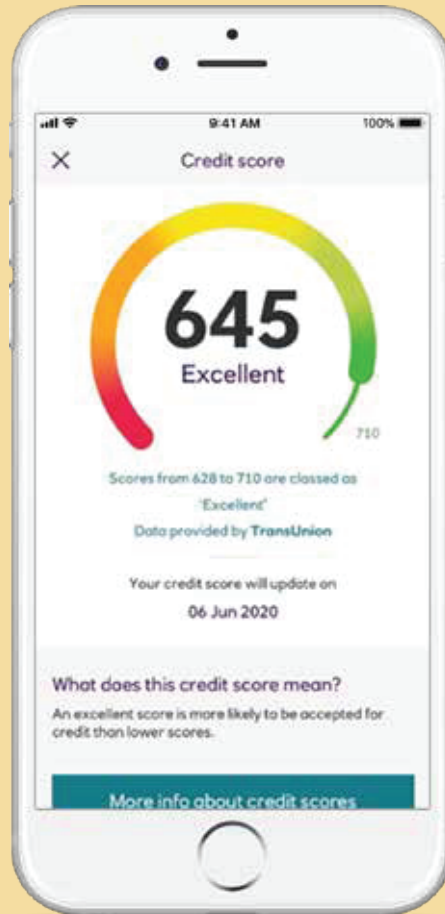 9:41 AM 100%
Credit score
645
Excellent
710
Scores from 628 to 710 are classed as
'Excellent'
Data provided by TransUnion
Your credit score will update on
06 Jun 2020
What does this credit score mean?
An excellent score is more likely to be accepted for
credit than lower scores.
More info about credit scores